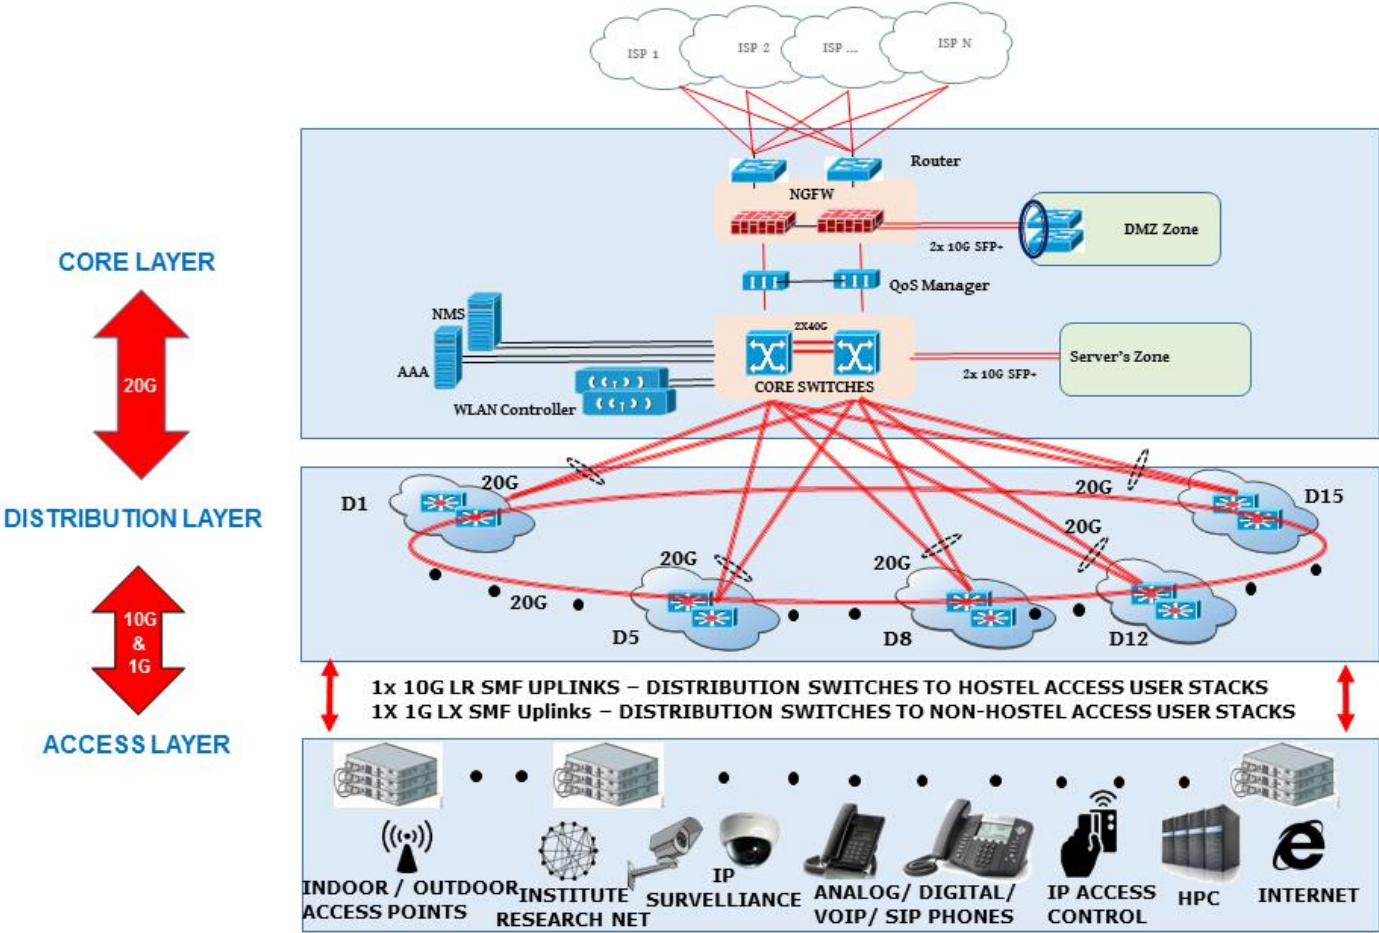 ISP 1
ISP 2
ISP ...
ISP N
Router
NGFW
DMZ Zone
2x 10G SFP+
CORE LAYER
QoS Manager
NMS
2X40G
20G
AAA
Server's Zone
2x 10G SFP+
CORE SWITCHES
WLAN Controller
20G
20G
D1
D15
DISTRIBUTION LAYER
20G
20G
20G
20G
D5
D8
D12
10G
&
1G
1x 10G LR SMF UPLINKS – DISTRIBUTION SWITCHES TO HOSTEL ACCESS USER STACKS
1X 1G LX SMF Uplinks – DISTRIBUTION SWITCHES TO NON-HOSTEL ACCESS USER STACKS
ACCESS LAYER
INDOOR / OUTDOOR
ACCESS POINTS
INSTITUTE
RESEARCH NET
IP
SURVELLIANCE
ANALOG/ DIGITAL/
VOIP/ SIP PHONES
IP ACCESS
CONTROL
HPC
INTERNET